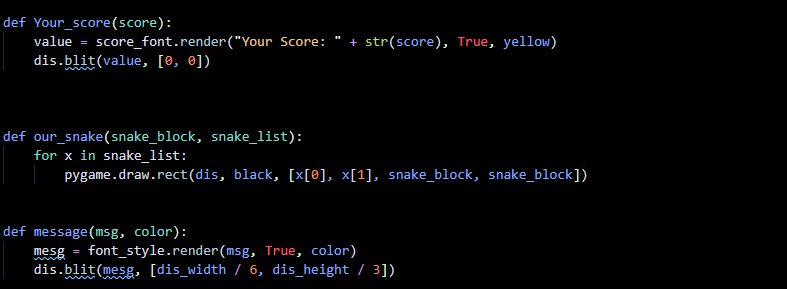 def Your_score(score):
    value = score_font.render("Your Score: " + str(score), True, yellow)
    dis.blit(value, [0, 0])
def our_snake(snake_block, snake_list):
    for x in snake_list:
        pygame.draw.rect(dis, black, [x[0], x[1], snake_block, snake_block])
def message(msg, color):
    mesg = font_style.render(msg, True, color)
    dis.blit(mesg, [dis_width / 6, dis_height / 3])